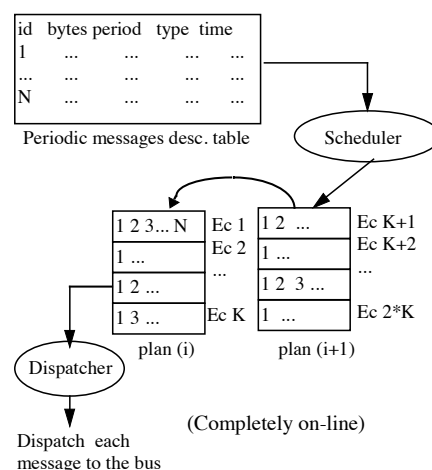 id bytes period type time
1 ... ... ... ...
... ... ... ... ...
N ... ... ... ...
Periodic messages desc. table
Scheduler
1 2 3... N Ec 1
1 ... Ec 2
...
1 2 ...
1 3 ... Ec K
plan (i)
1 2 ... Ec K+1
1 ... Ec K+2
...
1 2 3 ...
1 ... Ec 2*K
plan (i+1)
Dispatcher
(Completely on-line)
Dispatch each
message to the bus